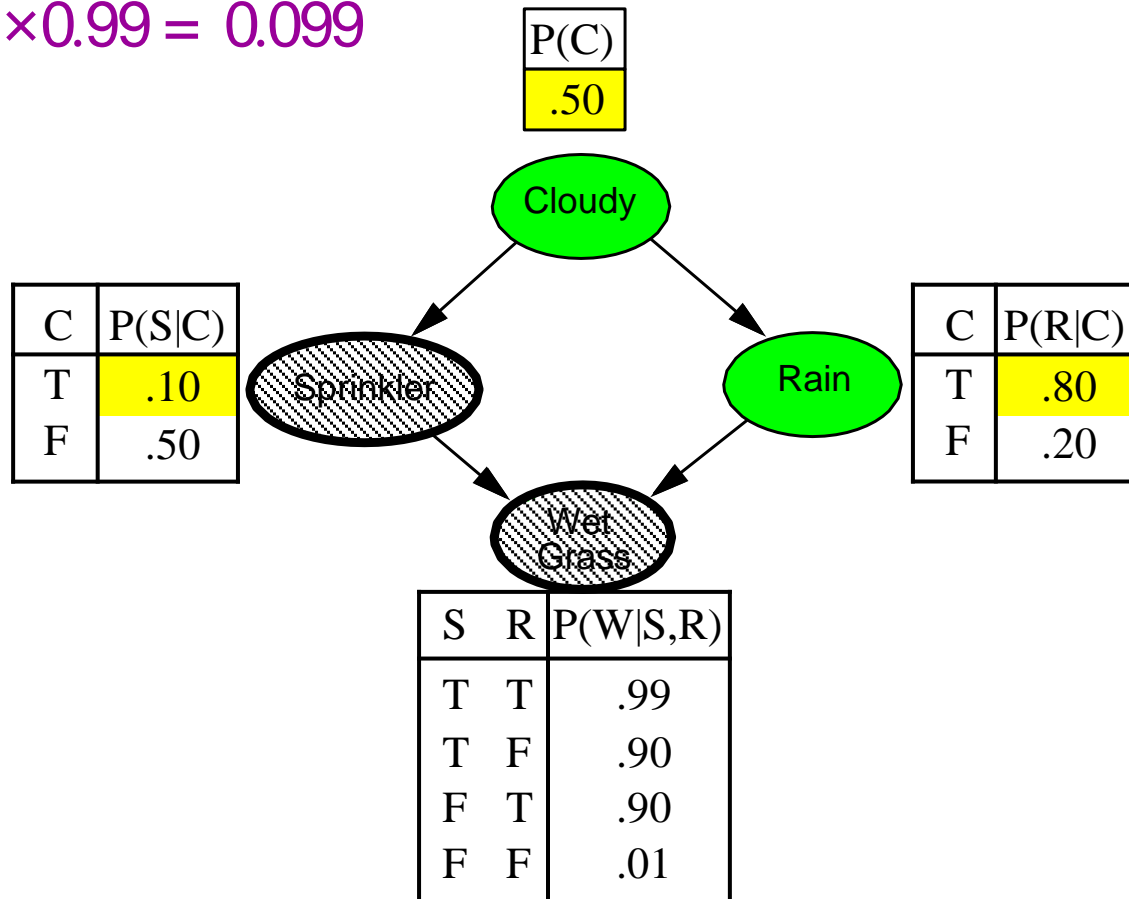 ×0.99 = 0.099
P(C)
.50
Cloudy
C P(S|C)
T .10
F .50
Sprinkler
Rain
C P(R|C)
T .80
F .20
Wet
Grass
S R P(W|S,R)
T T .99
T F .90
F T .90
F F .01